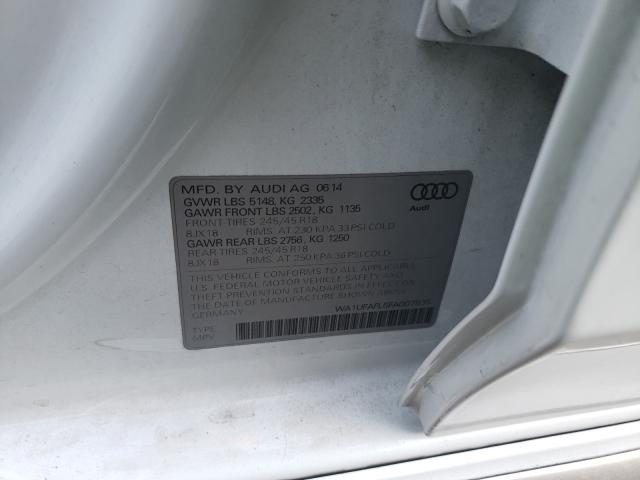 MFD. BY AUDI AG 06 14
GVWR LBS 5148, KG 2335
GAWR FRONT LBS 2502, KG 1135
FRONT TIRES 245/45 R18
8JX18 RIMS. AT 230 KPA 33 PSI COLD
GAWR REAR LBS 2756, KG 1250
REAR TIRES 245/45 R18
8JX18 RIMS. AT 250 KPA 36 PSI COLD
THIS VEHICLE CONFORMS TO ALL APPLICABLE
U.S. FEDERAL MOTOR VEHICLE SAFETY AND
THEFT PREVENTION STANDARDS IN EFFECT ON
THE DATE OF MANUFACTURE SHOWN ABOVE.
GERMANY
TYPE:
MPV
Audi